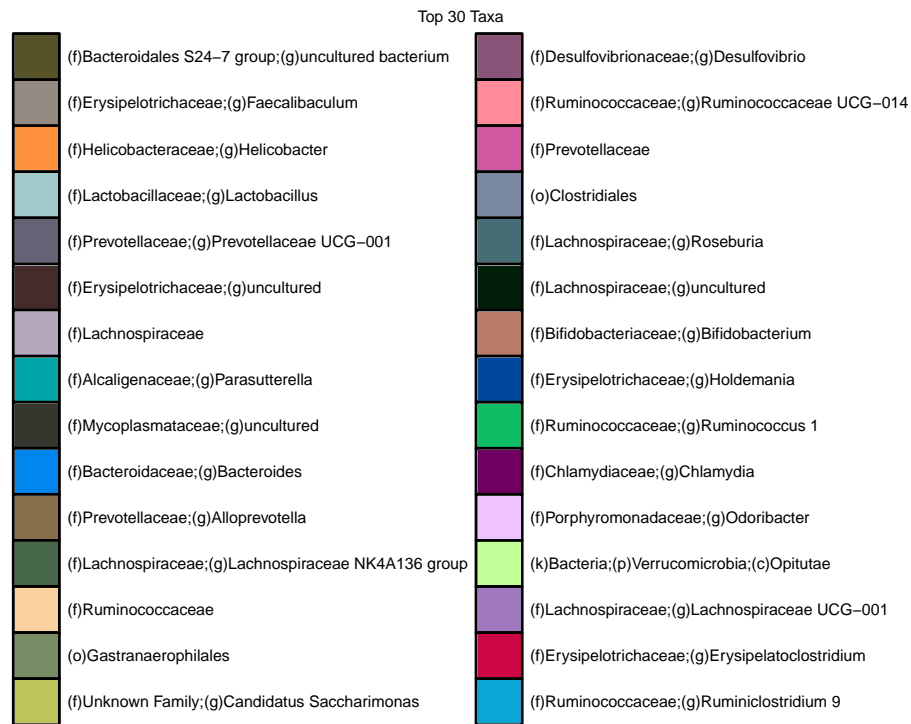 Top 30 Taxa
(f)Bacteroidales S24−7 group;(g)uncultured bacterium
(f)Erysipelotrichaceae;(g)Faecalibaculum
(f)Helicobacteraceae;(g)Helicobacter
(f)Lactobacillaceae;(g)Lactobacillus
(f)Prevotellaceae;(g)Prevotellaceae UCG−001
(f)Erysipelotrichaceae;(g)uncultured
(f)Lachnospiraceae
(f)Alcaligenaceae;(g)Parasutterella
(f)Mycoplasmataceae;(g)uncultured
(f)Bacteroidaceae;(g)Bacteroides
(f)Prevotellaceae;(g)Alloprevotella
(f)Lachnospiraceae;(g)Lachnospiraceae NK4A136 group
(f)Ruminococcaceae
(o)Gastranaerophilales
(f)Unknown Family;(g)Candidatus Saccharimonas
(f)Desulfovibrionaceae;(g)Desulfovibrio
(f)Ruminococcaceae;(g)Ruminococcaceae UCG−014
(f)Prevotellaceae
(o)Clostridiales
(f)Lachnospiraceae;(g)Roseburia
(f)Lachnospiraceae;(g)uncultured
(f)Bifidobacteriaceae;(g)Bifidobacterium
(f)Erysipelotrichaceae;(g)Holdemania
(f)Ruminococcaceae;(g)Ruminococcus 1
(f)Chlamydiaceae;(g)Chlamydia
(f)Porphyromonadaceae;(g)Odoribacter
(k)Bacteria;(p)Verrucomicrobia;(c)Opitutae
(f)Lachnospiraceae;(g)Lachnospiraceae UCG−001
(f)Erysipelotrichaceae;(g)Erysipelatoclostridium
(f)Ruminococcaceae;(g)Ruminiclostridium 9